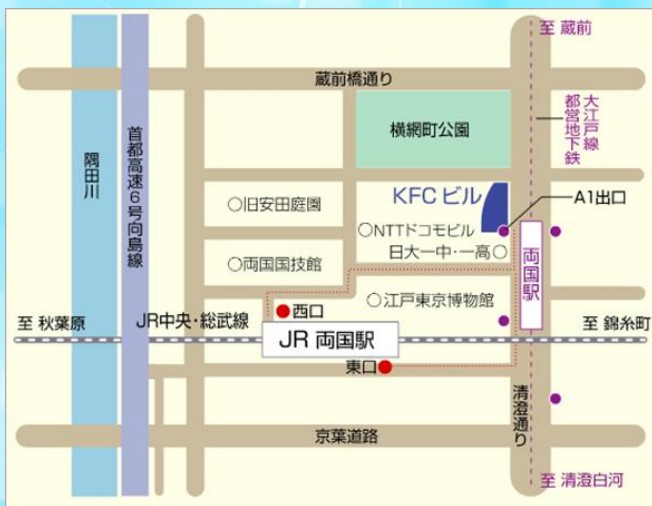 至 蔵前
蔵前橋通り
大江戸線
都営地下鉄
横網町公園
隅田川
首都高速6号向島線
KFC ビル
A1出口
○旧安田庭園
○NTTドコモビル
日大一中・一高○
両国駅
○両国国技館
○江戸東京博物館
西口
至 秋葉原
JR中央・総武線
JR 両国駅
至 錦糸町
東口
清澄通り
京葉道路
至 清澄白河